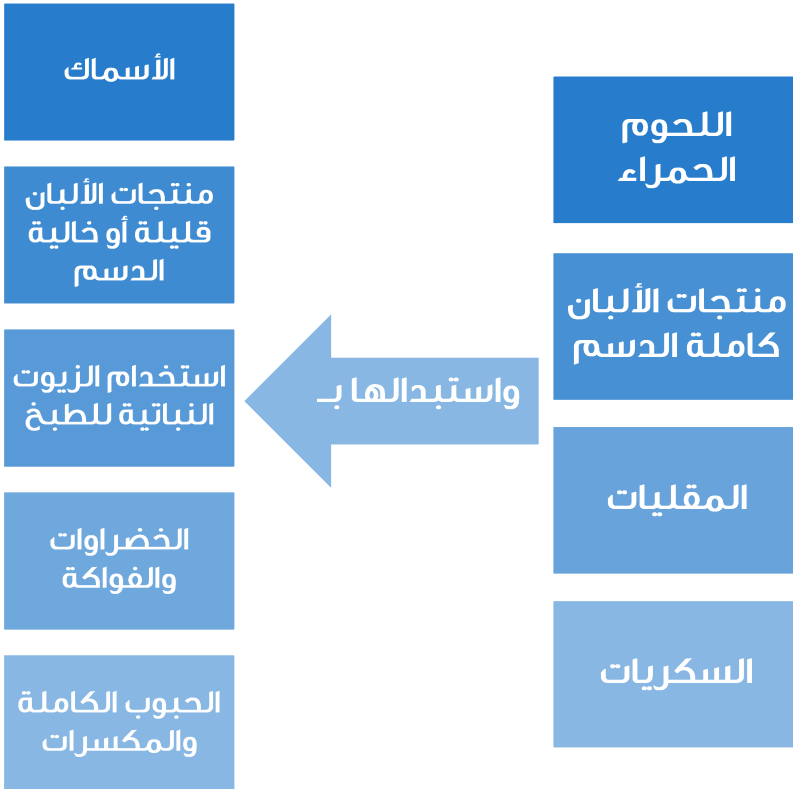 اللحوم
الحمراء
منتجات الألبان
كاملة الدسم
المقليات
السكريات
واستبدالها بـ
الأسماك
منتجات الألبان
قليلة أو خالية
الدسم
استخدام الزيوت
النباتية للطبخ
الخضراوات
والفواكة
الحبوب الكاملة
والمكسرات